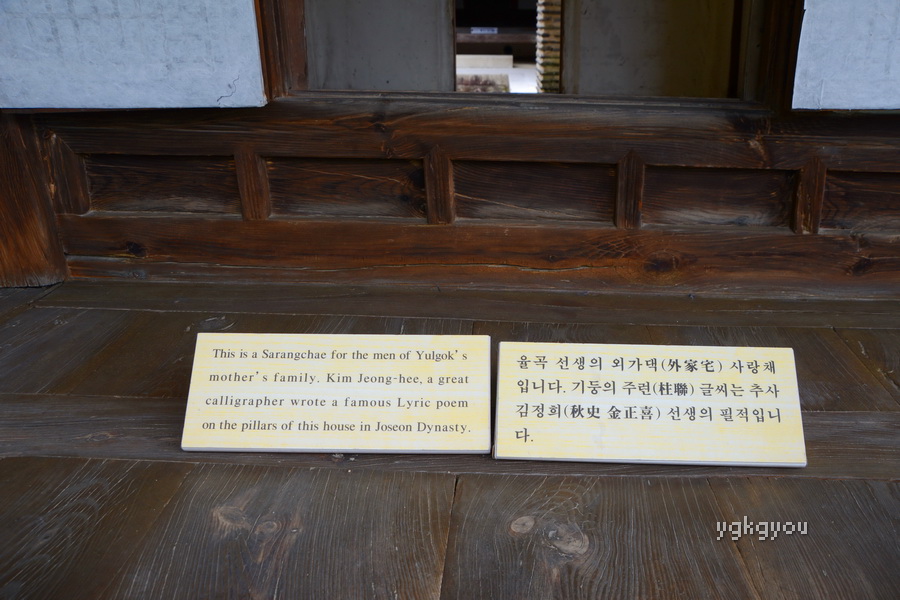 This is a Sarangchae for the men of Yulgok's
mother's family. Kim Jeong-hee, a great
calligrapher wrote a famous Lyric poem
on the pillars of this house in Joseon Dynasty.
율곡 선생의 외가댁(外家宅) 사랑채
입니다. 기둥의 주련(柱聯) 글씨는 추사
김정희(秋史 金正喜) 선생의 필적입니
다.
ygkgyou